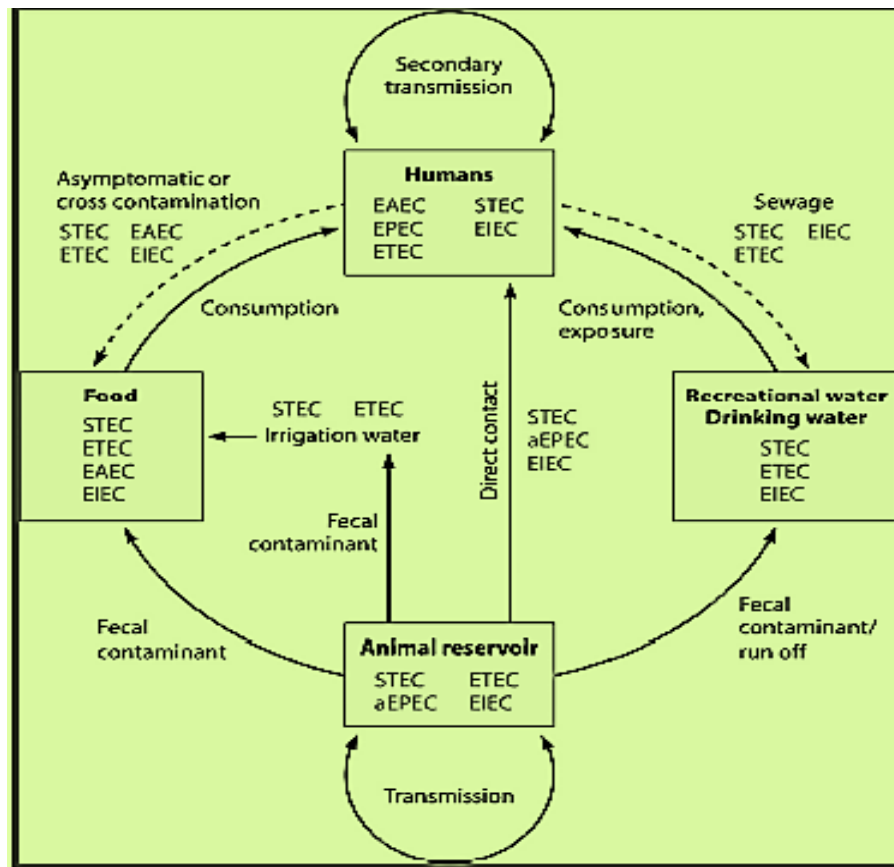 Secondary
transmission
Humans
EAEC STEC
EPEC EIEC
ETEC
Asymptomatic or
cross contamination
STEC EAEC
ETEC EIEC
Sewage
STEC EIEC
ETEC
Consumption
Consumption,
exposure
Food
STEC
ETEC
EAEC
EIEC
STEC ETEC
Irrigation water
Fecal
contaminant
Direct contact
STEC
aEPEC
EIEC
Recreational water
Drinking water
STEC
ETEC
EIEC
Fecal
contaminant
Fecal
contaminant/
run off
Animal reservoir
STEC ETEC
aEPEC EIEC
Transmission